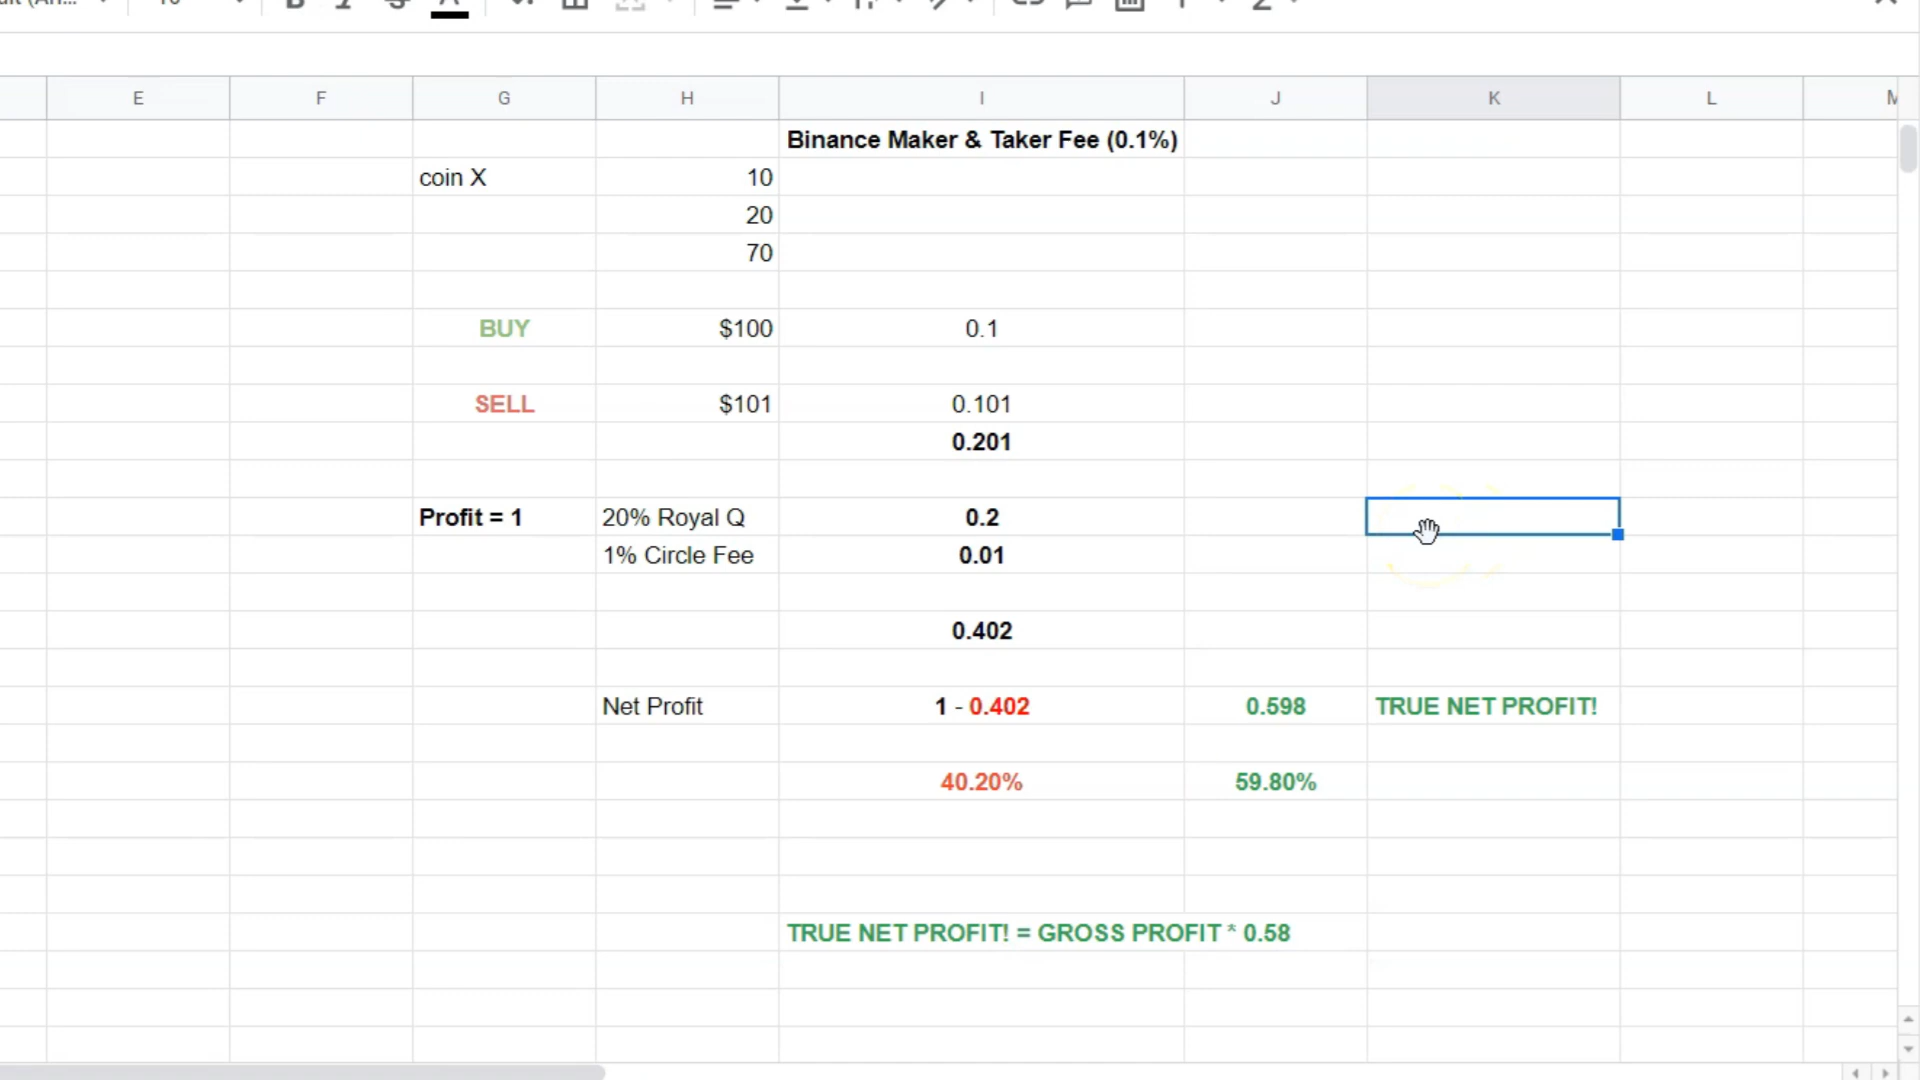 E F G H I J K L
Binance Maker & Taker Fee (0.1%)
coin X 10
20
70
BUY $100 0.1
SELL $101 0.101
0.201
Profit = 1 20% Royal Q 0.2
1% Circle Fee 0.01
0.402
Net Profit 1 - 0.402 0.598 TRUE NET PROFIT!
40.20% 59.80%
TRUE NET PROFIT! = GROSS PROFIT * 0.58